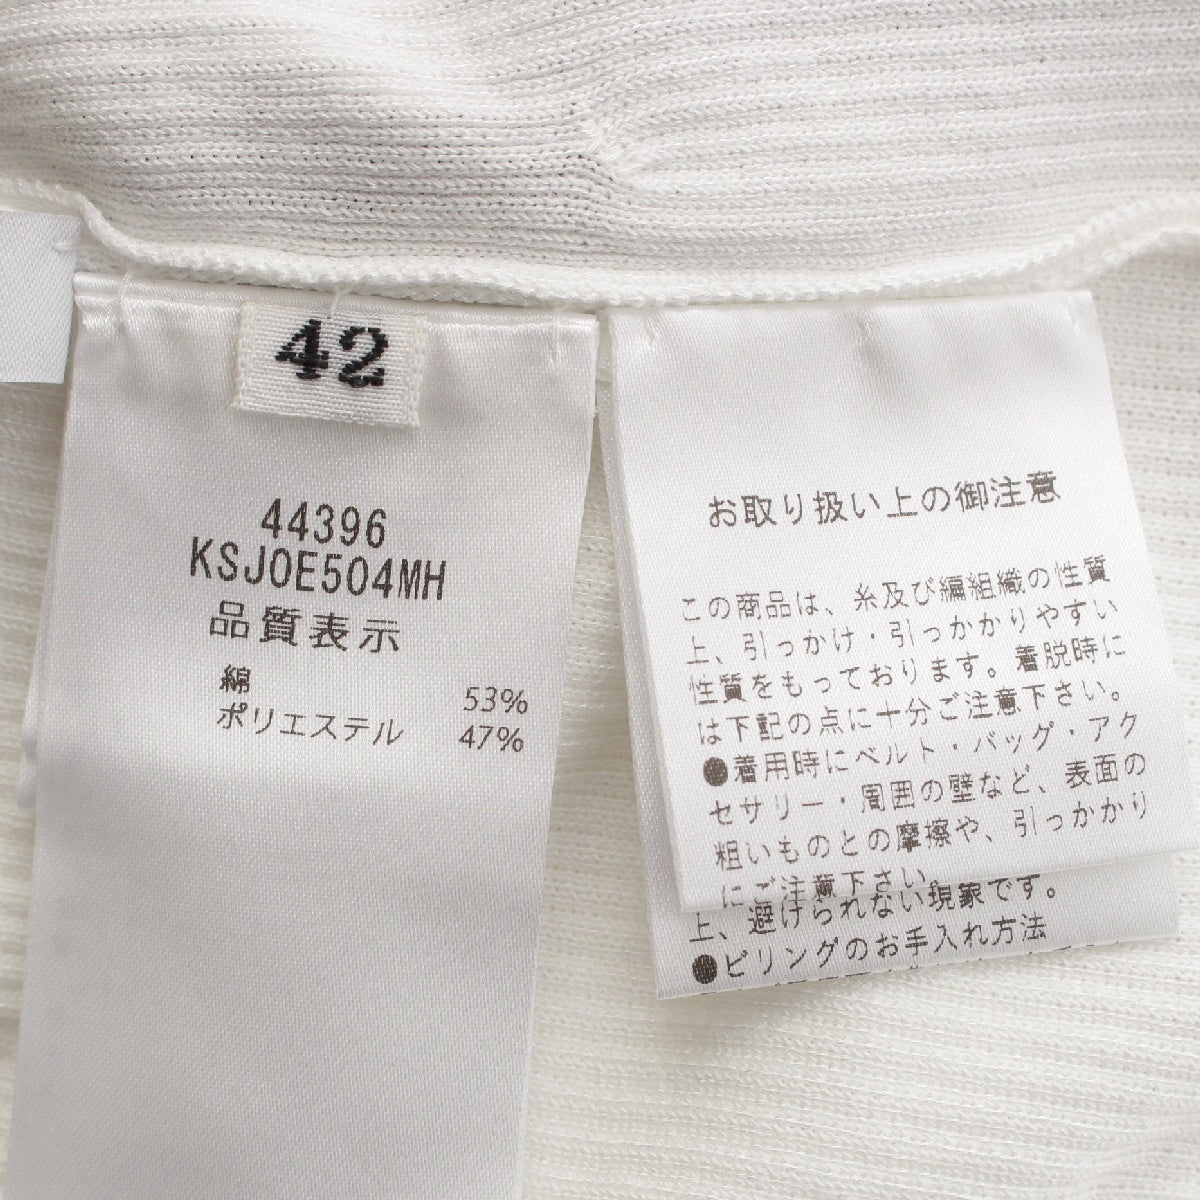 42
44396
KSJOE504MH
品質表示
綿 53%
ポリエステル 47%
お取り扱い上の御注意
この商品は、糸及び編組織の性質
上、引っかけ・引っかかりやすい
性質をもっております。着脱時に
は下記の点に十分ご注意下さい。
●着用時にベルト・バッグ・アク
セサリー・周囲の壁など、表面の
粗いものとの摩擦や、引っかかり
にご注意下さい。
上、避けられない現象です。
●ピリングのお手入れ方法